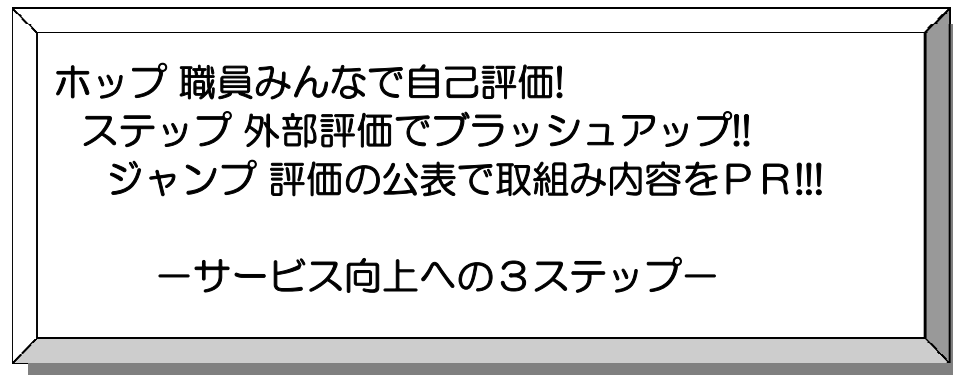 ホップ 職員みんなで自己評価!
ステップ 外部評価でブラッシュアップ!!
ジャンプ 評価の公表で取組み内容をＰＲ!!!
－サービス向上への３ステップ－